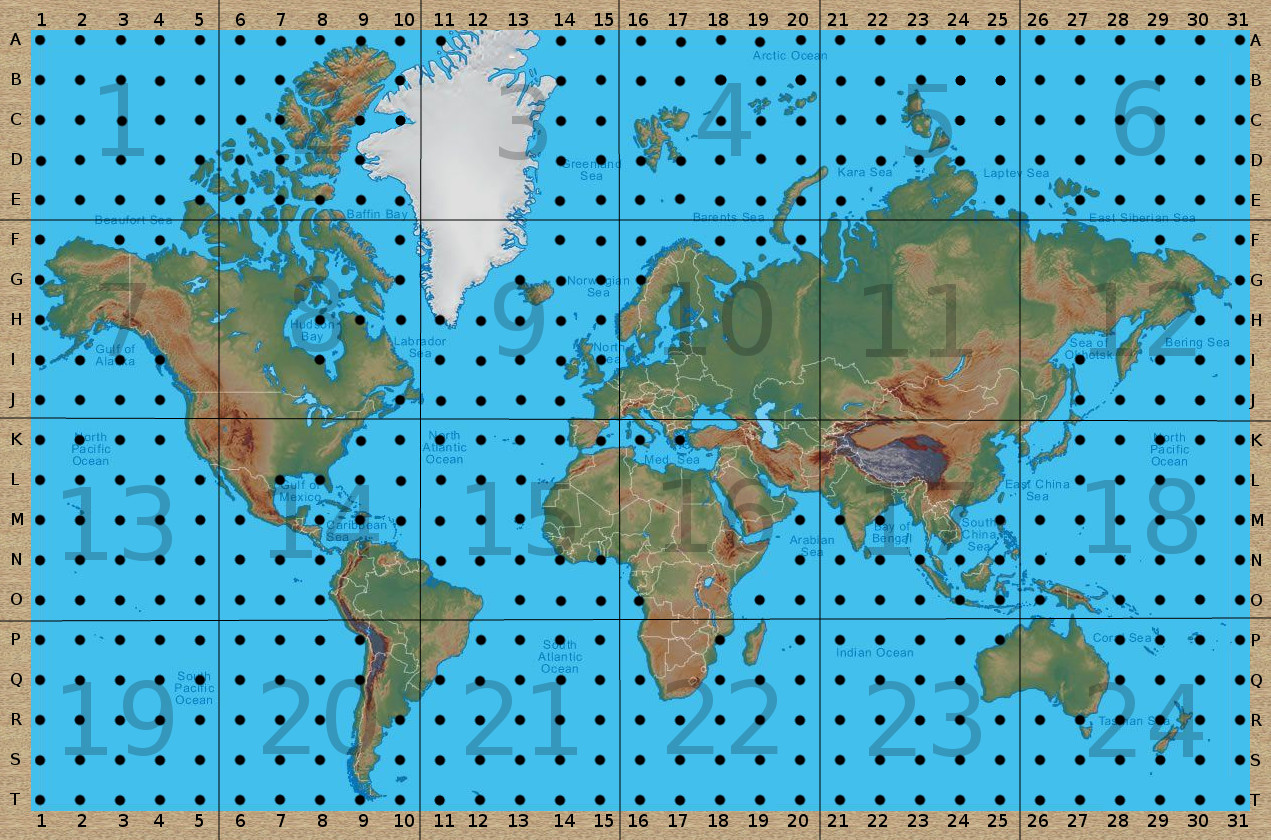 1 2 3 4 5 6 7 8 9 10 11 12 13 14 15 16 17 18 19 20 21 22 23 24 25 26 27 28 29 30 31
A A
Arctic Ocean
B B
1 3 4 5 6
C C
D D
Greenland
Sea
Kara Sea
Laptev Sea
E E
Beaufort Sea
Baffin Bay
Barents Sea
East Siberian Sea
F F
G G
Norwegian
Sea
7 8 9 10 11 12
H H
Hudson
Bay
Labrador
Sea
North
Sea
Gulf of
Alaska
Sea of
Okhotsk
Bering Sea
I I
J J
K K
North
Pacific
Ocean
North
Atlantic
Ocean
Med. Sea
North
Pacific
Ocean
L L
Gulf of
Mexico
East China
Sea
13 14 15 16 17 18
M M
Caribbean
Sea
Arabian
Sea
Bay of
Bengal
South
China
Sea
N N
O O
P P
South
Atlantic
Ocean
Indian Ocean
Coral Sea
Q Q
South
Pacific
Ocean
19 20 21 22 23 24
R R
Tasman Sea
S S
T T
1 2 3 4 5 6 7 8 9 10 11 12 13 14 15 16 17 18 19 20 21 22 23 24 25 26 27 28 29 30 31